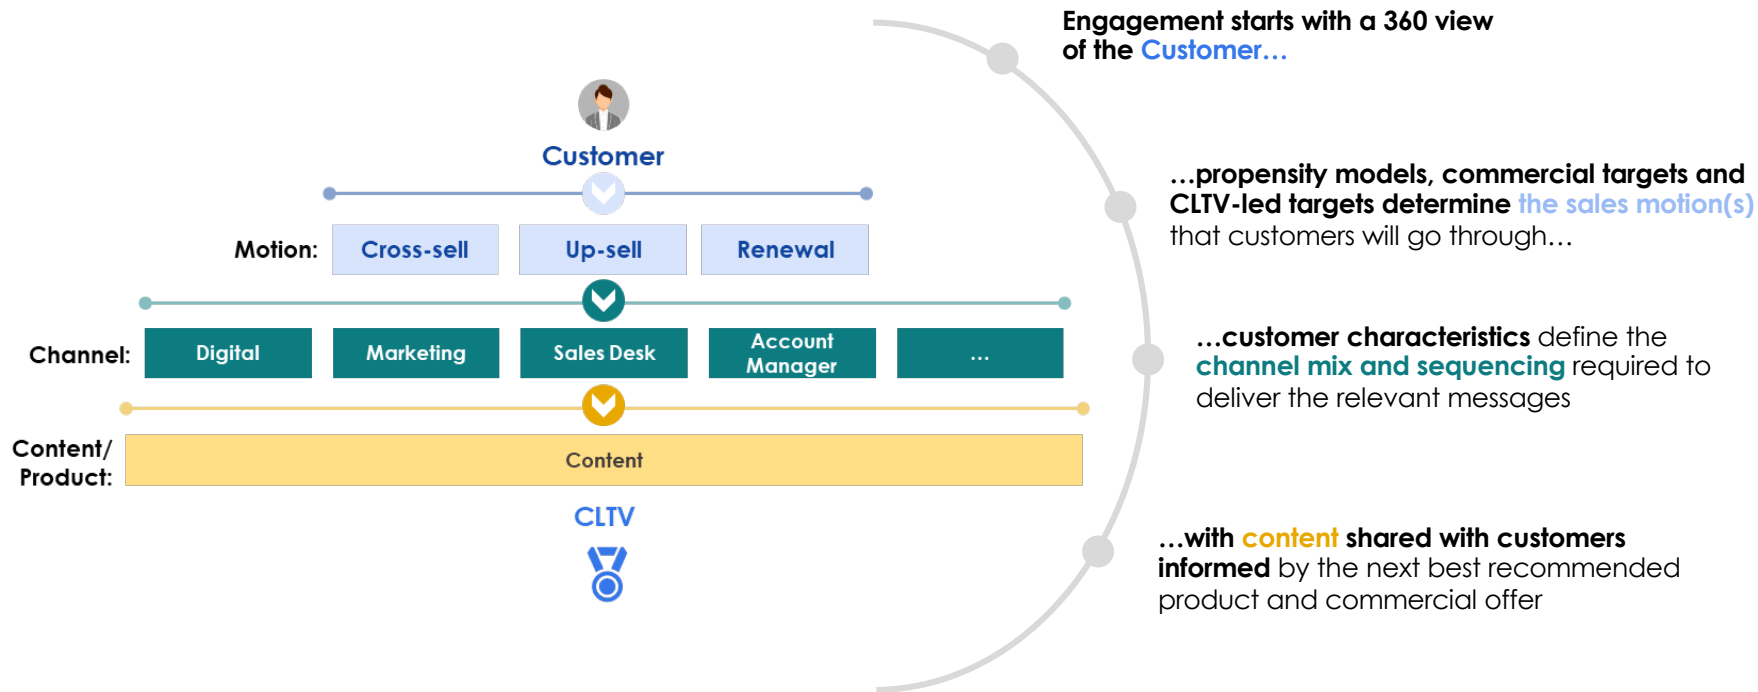 Engagement starts with a 360 view
of the Customer…
Customer
Motion:
Cross-sell
Up-sell
Renewal
…propensity models, commercial targets and
CLTV-led targets determine the sales motion(s)
that customers will go through…
Channel:
Digital
Marketing
Sales Desk
Account
Manager
…
…customer characteristics define the
channel mix and sequencing required to
deliver the relevant messages
Content/
Product:
Content
CLTV
…with content shared with customers
informed by the next best recommended
product and commercial offer